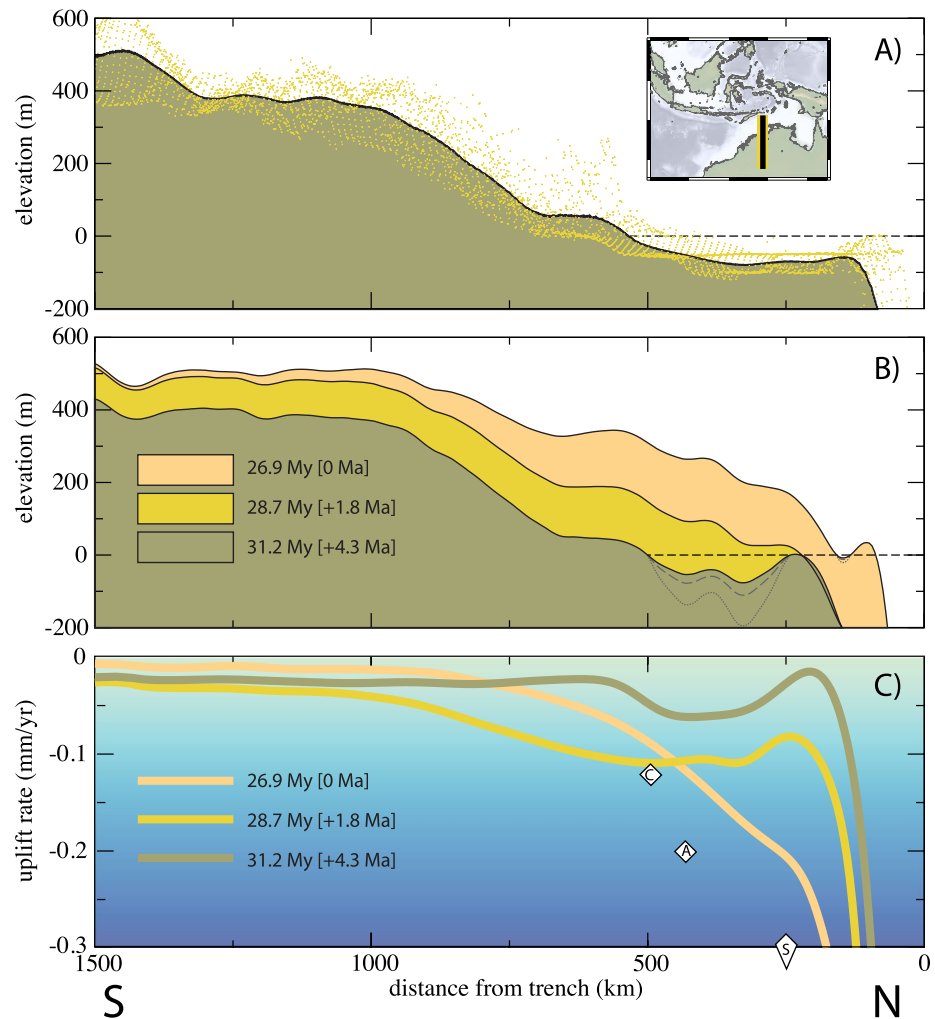 600
400
200
0
-200
elevation (m)
A)
600
400
200
0
-200
elevation (m)
B)
26.9 My [0 Ma]
28.7 My [+1.8 Ma]
31.2 My [+4.3 Ma]
0
-0.1
-0.2
-0.3
uplift rate (mm/yr)
C)
C
A
S
26.9 My [0 Ma]
28.7 My [+1.8 Ma]
31.2 My [+4.3 Ma]
1500 1000 500 0
distance from trench (km)
S N